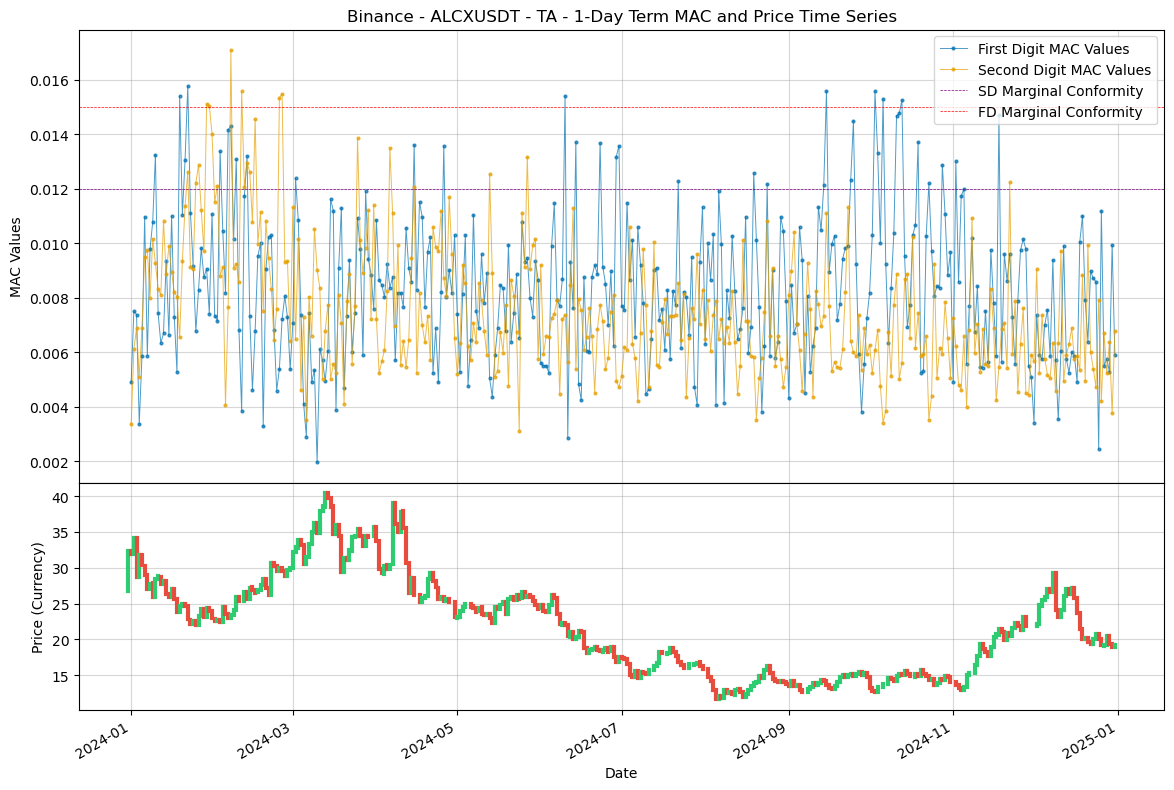 Binance - ALCXUSDT - TA - 1-Day Term MAC and Price Time Series
First Digit MAC Values
Second Digit MAC Values
SD Marginal Conformity
FD Marginal Conformity
MAC Values
0.016
0.014
0.012
0.010
0.008
0.006
0.004
0.002
Price (Currency)
40
35
30
25
20
15
2024-01
2024-03
2024-05
2024-07
2024-09
2024-11
2025-01
Date